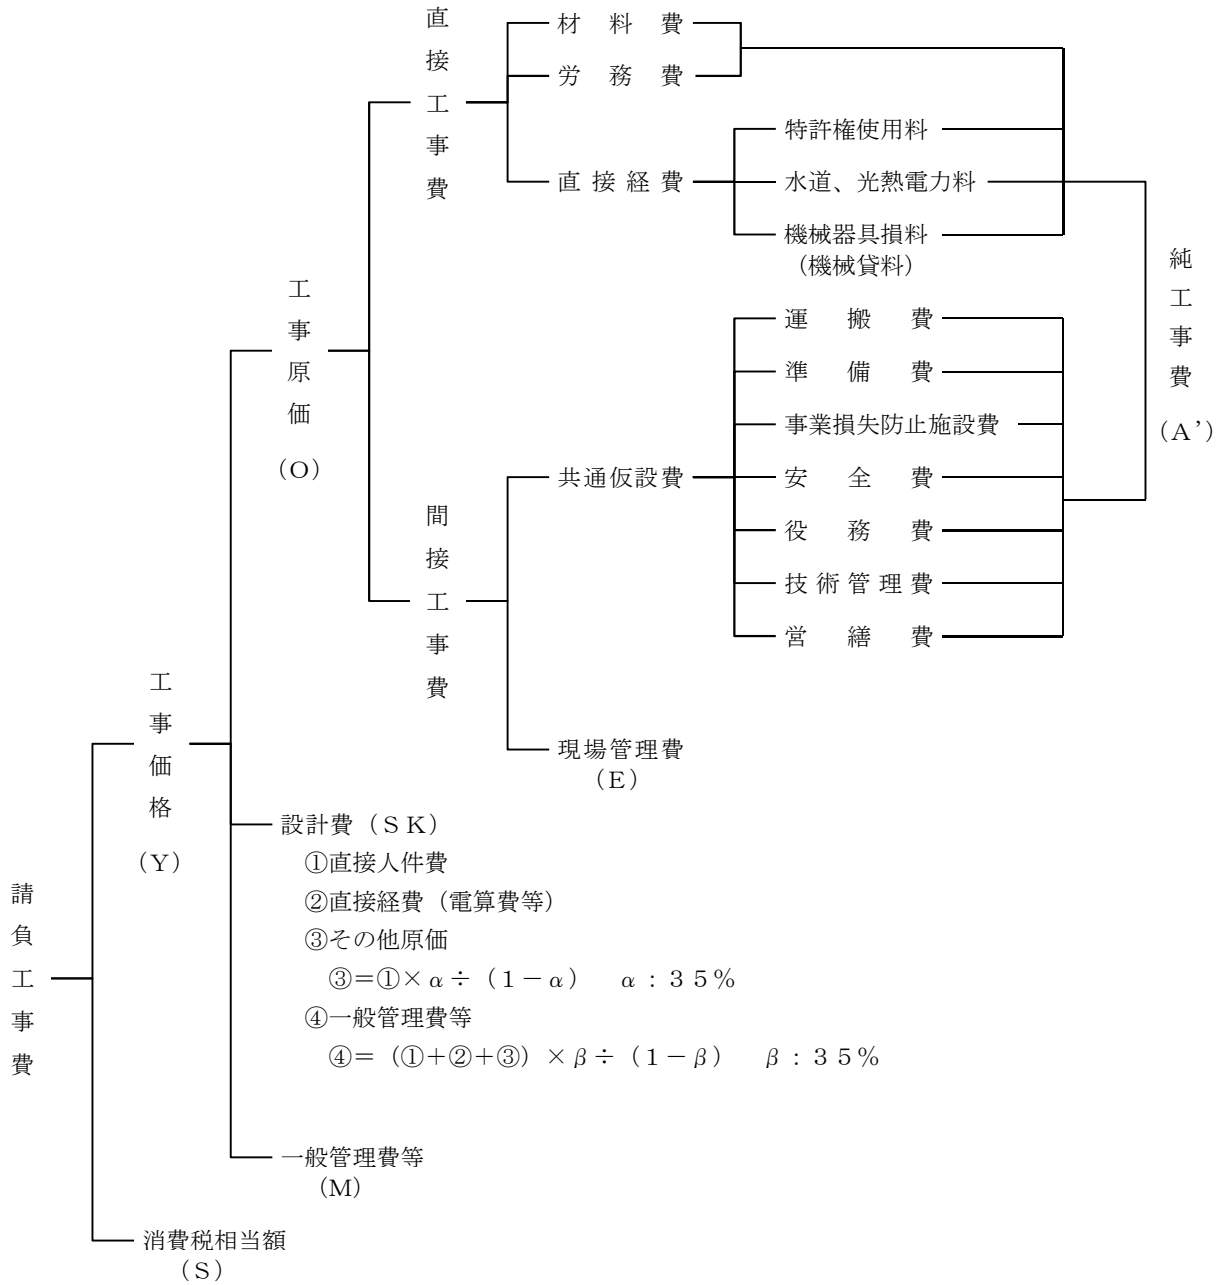 請負工事費
工事価格
(Y)
工事原価
(O)
直接工事費
材料費
労務費
直接経費
特許権使用料
水道、光熱電力料
機械器具損料
(機械貸料)
間接工事費
共通仮設費
運搬費
準備費
事業損失防止施設費
安全費
役務費
技術管理費
営繕費
純工事費
(A’)
現場管理費
(E)
設計費(SK)
①直接人件費
②直接経費(電算費等)
③その他原価
③=①×α÷(1-α) α:35%
④一般管理費等
④=(①+②+③)×β÷(1-β) β:35%
一般管理費等
(M)
消費税相当額
(S)